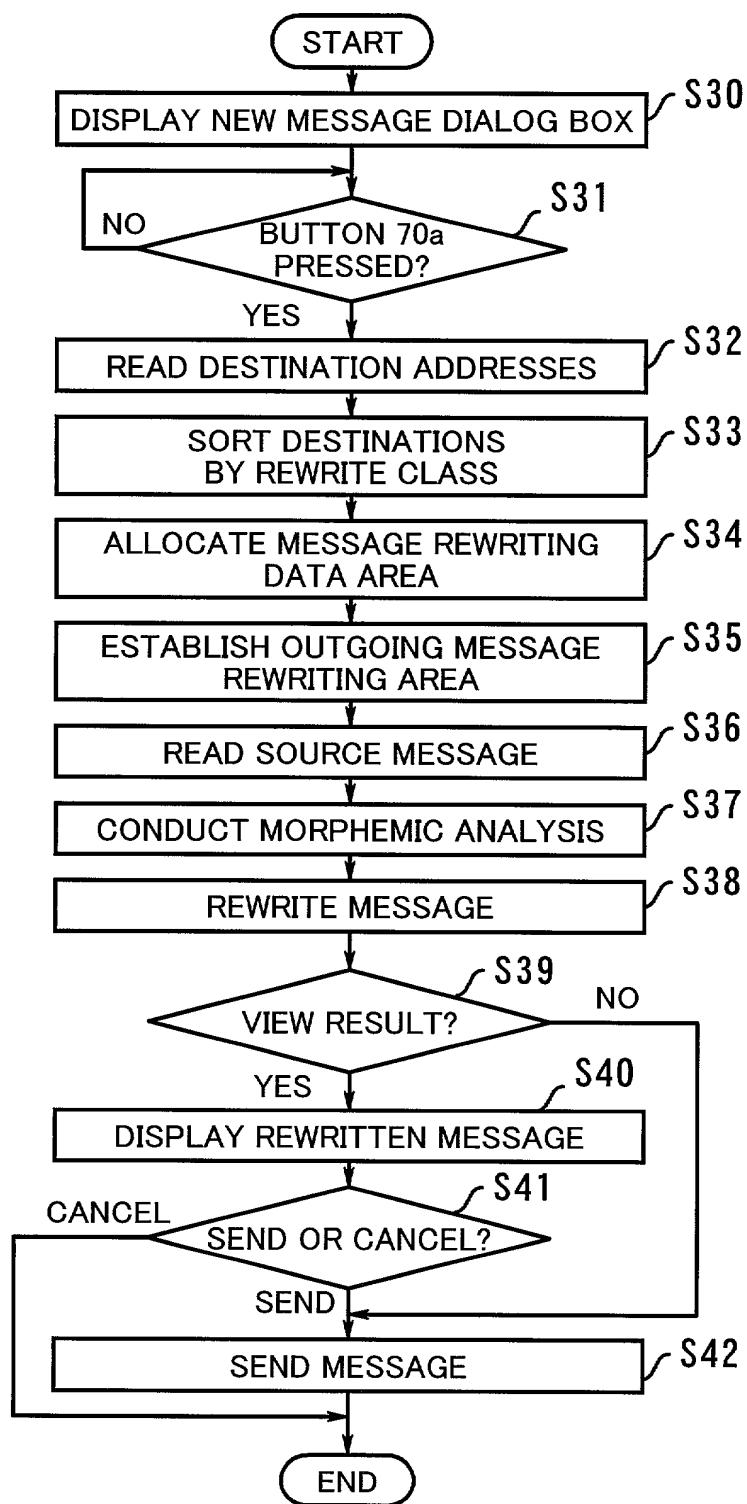 START
S30
DISPLAY NEW MESSAGE DIALOG BOX
S31
NO
BUTTON 70a
PRESSED?
YES
S32
READ DESTINATION ADDRESSES
S33
SORT DESTINATIONS
BY REWRITE CLASS
S34
ALLOCATE MESSAGE REWRITING
DATA AREA
S35
ESTABLISH OUTGOING MESSAGE
REWRITING AREA
S36
READ SOURCE MESSAGE
S37
CONDUCT MORPHEMIC ANALYSIS
S38
REWRITE MESSAGE
S39
NO
VIEW RESULT?
YES
S40
DISPLAY REWRITTEN MESSAGE
S41
CANCEL
SEND OR CANCEL?
SEND
S42
SEND MESSAGE
END